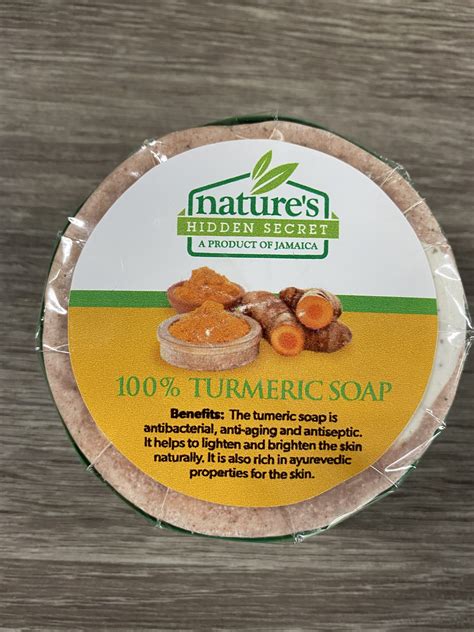 nature's
HIDDEN SECRET
A PRODUCT OF JAMAICA
100% TURMERIC SOAP
Benefits: The tumeric soap is
antibacterial, anti-aging and antiseptic.
It helps to lighten and brighten the skin
naturally. It is also rich in ayurevedic
properties for the skin.